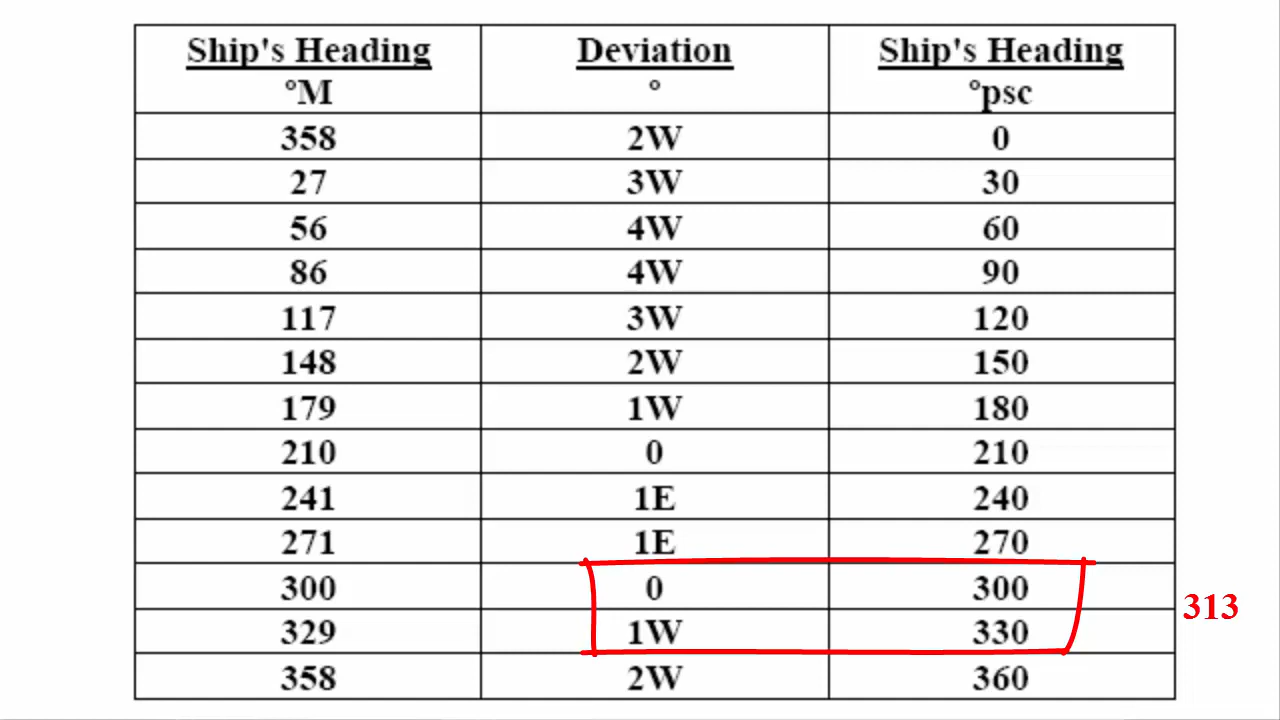 Ship's Heading Deviation Ship's Heading
°M ° °psc
358 2W 0
27 3W 30
56 4W 60
86 4W 90
117 3W 120
148 2W 150
179 1W 180
210 0 210
241 1E 240
271 1E 270
300 0 300
313
329 1W 330
358 2W 360